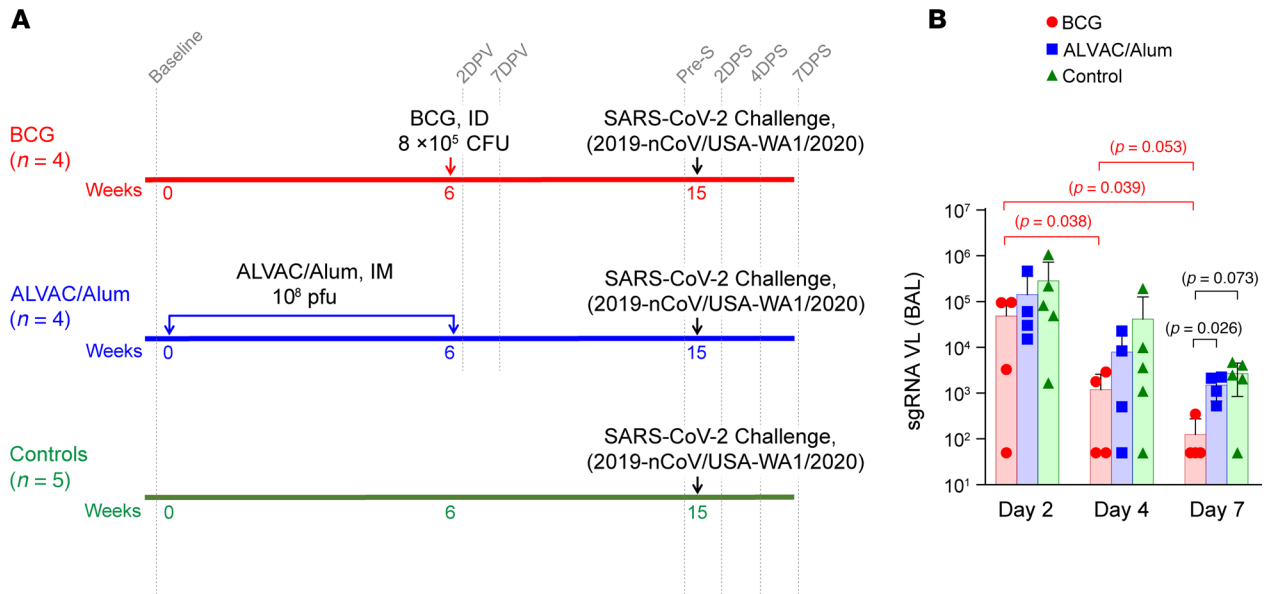 A
Baseline
2DPV
7DPV
Pre-S
2DPS
4DPS
7DPS
BCG
(n = 4)
BCG, ID
8 ×10⁵ CFU
SARS-CoV-2 Challenge,
(2019-nCoV/USA-WA1/2020)
Weeks 0 6 15
ALVAC/Alum
(n = 4)
ALVAC/Alum, IM
10⁸ pfu
SARS-CoV-2 Challenge,
(2019-nCoV/USA-WA1/2020)
Weeks 0 6 15
Controls
(n = 5)
SARS-CoV-2 Challenge,
(2019-nCoV/USA-WA1/2020)
Weeks 0 6 15
B
BCG
ALVAC/Alum
Control
(p = 0.053)
(p = 0.039)
(p = 0.038)
(p = 0.073)
(p = 0.026)
sgRNA VL (BAL)
10⁷
10⁶
10⁵
10⁴
10³
10²
10¹
Day 2 Day 4 Day 7